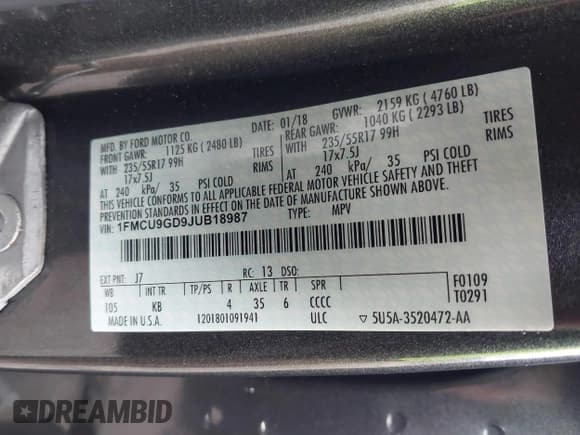 MFD. BY FORD MOTOR CO. DATE: 01/18 GVWR: 2159 KG ( 4760 LB)
FRONT GAWR: 1125 KG ( 2480 LB) REAR GAWR: 1040 KG ( 2293 LB)
WITH 235/55R17 99H TIRES WITH 235/55R17 99H TIRES
17x7.5J RIMS 17x7.5J RIMS
AT 240 kPa/ 35 PSI COLD AT 240 kPa/ 35 PSI COLD
THIS VEHICLE CONFORMS TO ALL APPLICABLE FEDERAL MOTOR VEHICLE SAFETY AND THEFT
PREVENTION STANDARDS IN EFFECT ON THE DATE OF MANUFACTURE SHOWN ABOVE.
VIN: 1FMCU9GD9JUB18987 TYPE: MPV
EXT PNT: J7 RC: 13 DSO:
WB INT TR TP/PS R AXLE TR SPR F0109
105 KB 4 35 6 CCCC T0291
MADE IN U.S.A. 1201801091941 ULC ▽ 5U5A-3520472-AA
DREAMBID